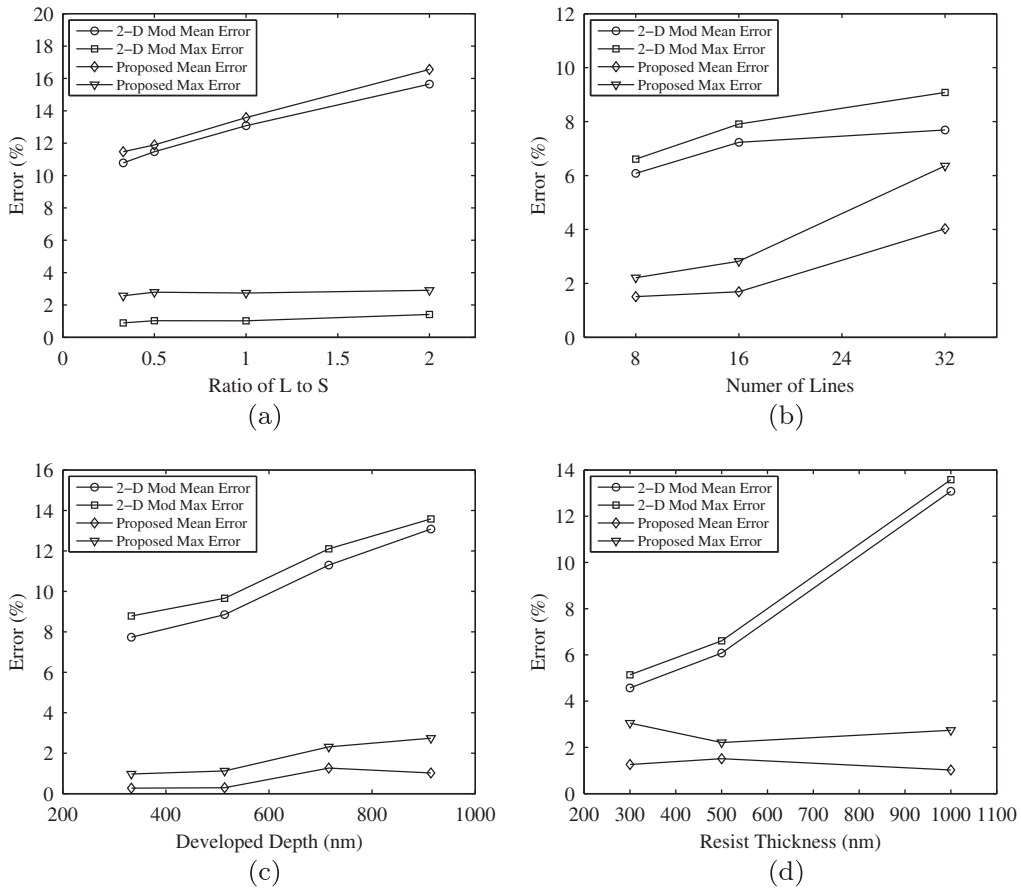 20
18
16
14
12
10
8
6
4
2
0
Error (%)
2−D Mod Mean Error
2−D Mod Max Error
Proposed Mean Error
Proposed Max Error
0 0.5 1 1.5 2
Ratio of L to S
(a)
12
10
8
6
4
2
0
Error (%)
2−D Mod Mean Error
2−D Mod Max Error
Proposed Mean Error
Proposed Max Error
8 16 24 32
Numer of Lines
(b)
16
14
12
10
8
6
4
2
0
Error (%)
2−D Mod Mean Error
2−D Mod Max Error
Proposed Mean Error
Proposed Max Error
200 400 600 800 1000
Developed Depth (nm)
(c)
14
12
10
8
6
4
2
0
Error (%)
2−D Mod Mean Error
2−D Mod Max Error
Proposed Mean Error
Proposed Max Error
200 300 400 500 600 700 800 900 1000 1100
Resist Thickness (nm)
(d)